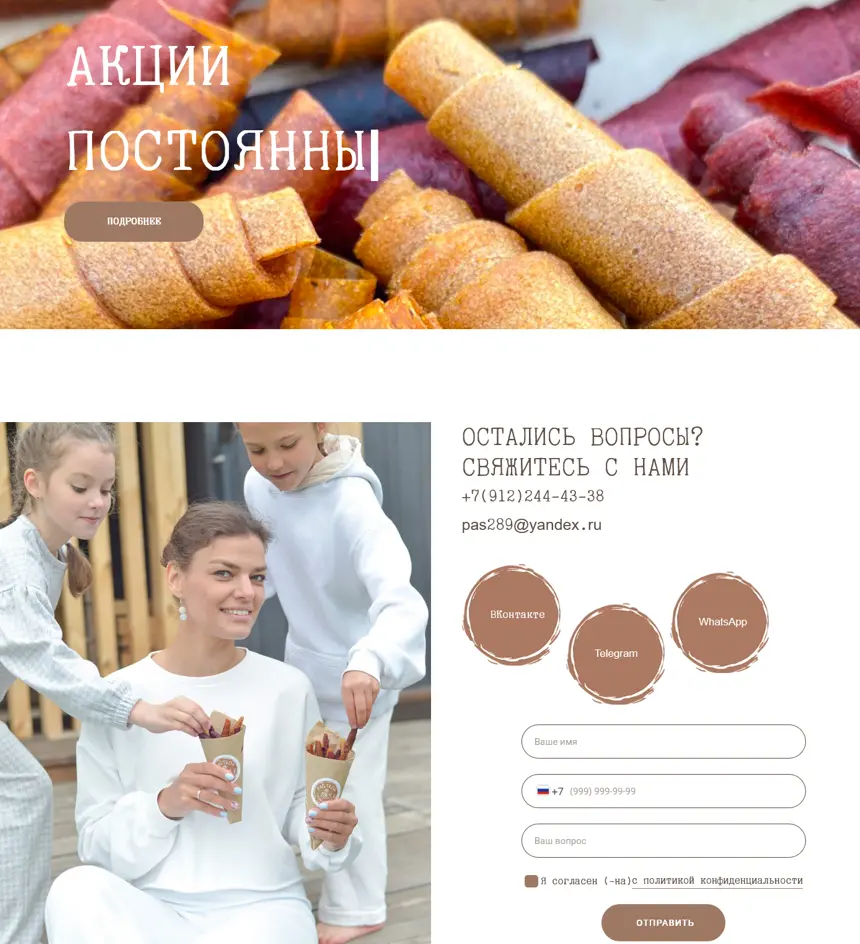 АКЦИИ
ПОСТОЯННЫ
ПОДРОБНЕЕ
ОСТАЛИСЬ ВОПРОСЫ?
СВЯЖИТЕСЬ С НАМИ
+7(912)244-43-38
pas289@yandex.ru
ВКонтакте
Telegram
WhatsApp
Ваше имя
+7 (999) 999-99-99
Ваш вопрос
Я согласен (-на)с политикой конфиденциальности
ОТПРАВИТЬ